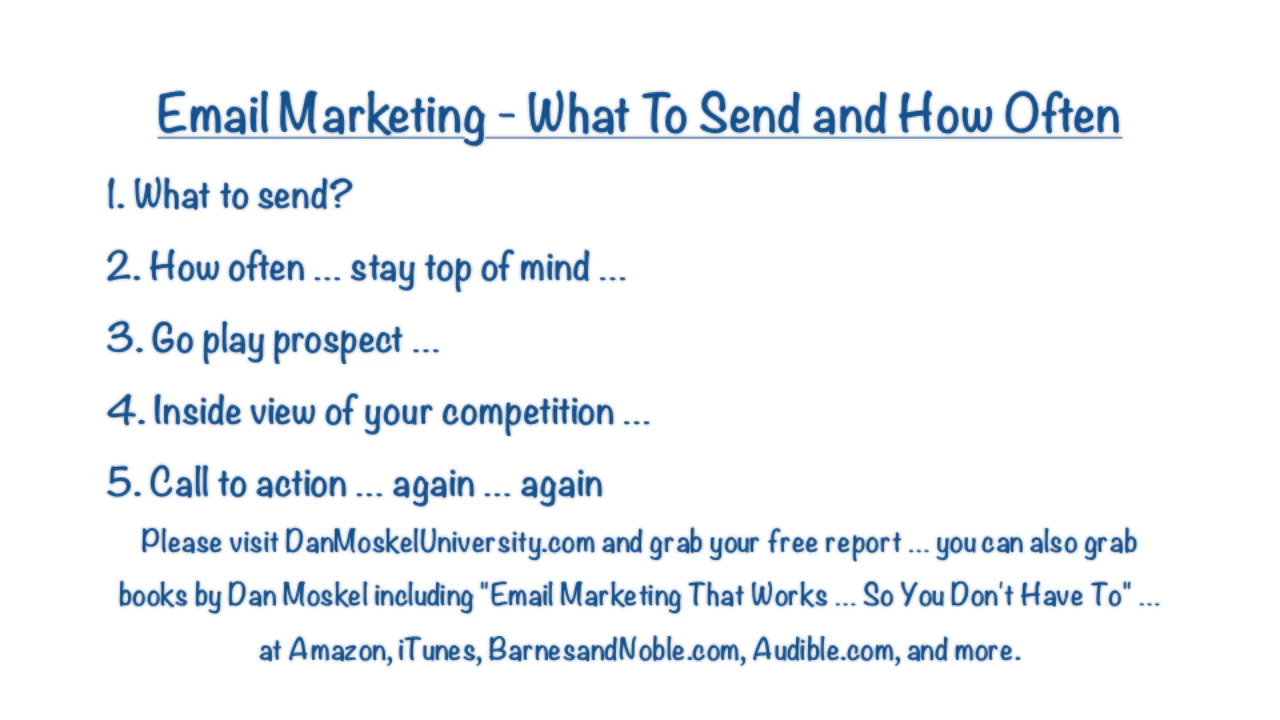 Email Marketing - What To Send and How Often
1. What to send?
2. How often ... stay top of mind ...
3. Go play prospect ...
4. Inside view of your competition ...
5. Call to action ... again ... again
Please visit DanMoskelUniversity.com and grab your free report ... you can also grab
books by Dan Moskel including "Email Marketing That Works ... So You Don't Have To" ...
at Amazon, iTunes, BarnesandNoble.com, Audible.com, and more.